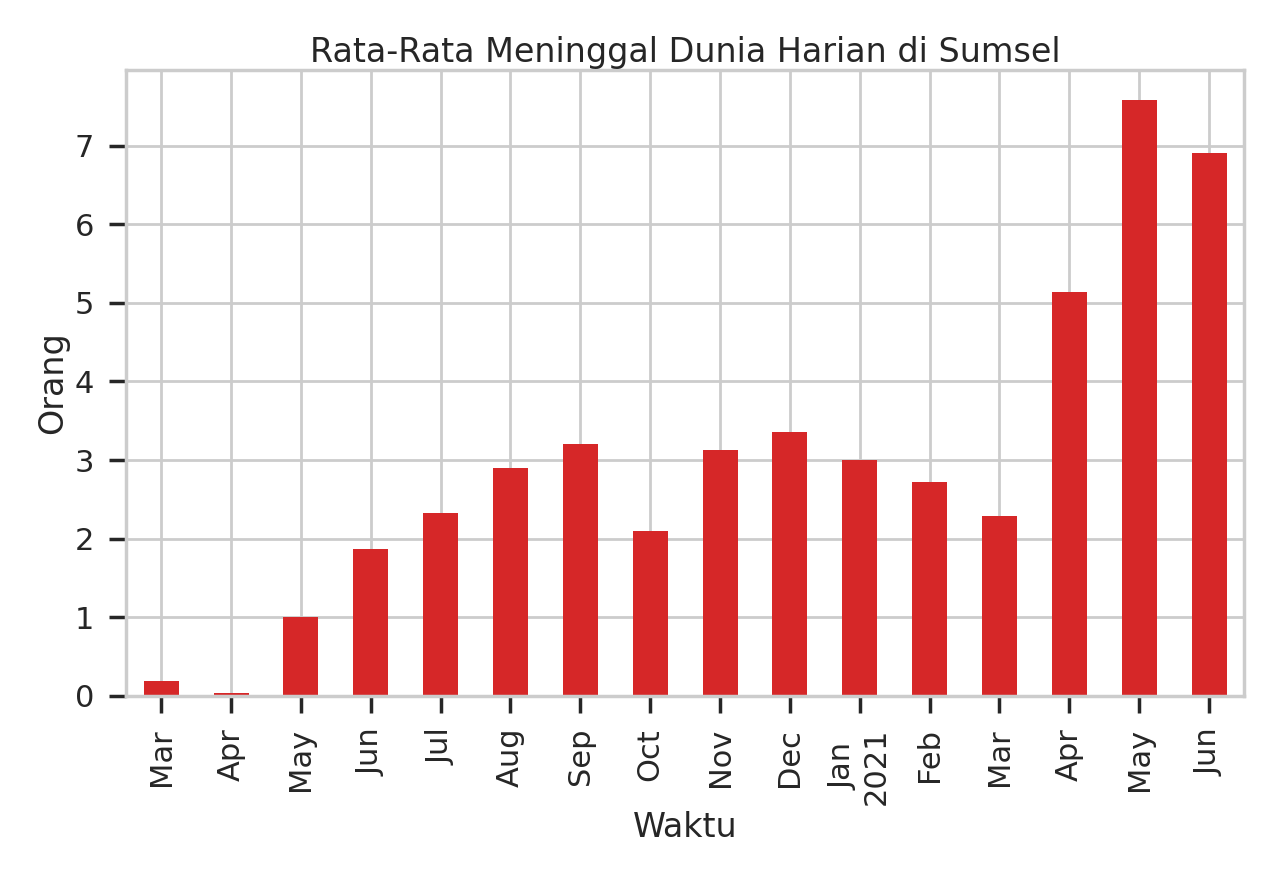 Rata-Rata Meninggal Dunia Harian di Sumsel
Orang
7
6
5
4
3
2
1
0
Mar
Apr
May
Jun
Jul
Aug
Sep
Oct
Nov
Dec
Jan
2021
Feb
Mar
Apr
May
Jun
Waktu